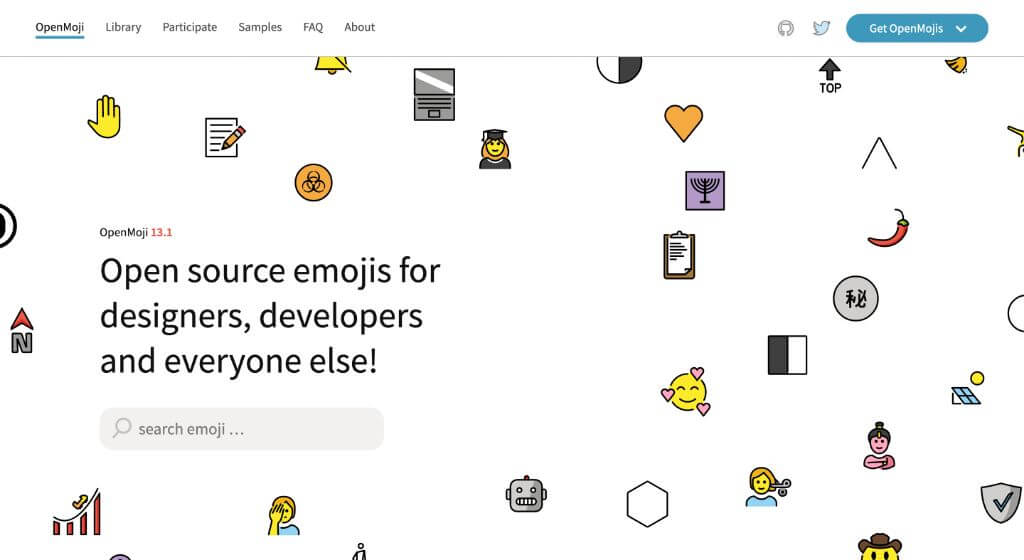 OpenMoji
Library
Participate
Samples
FAQ
About
Get OpenMojis
TOP
OpenMoji 13.1
Open source emojis for
designers, developers
and everyone else!
search emoji …
秘
N